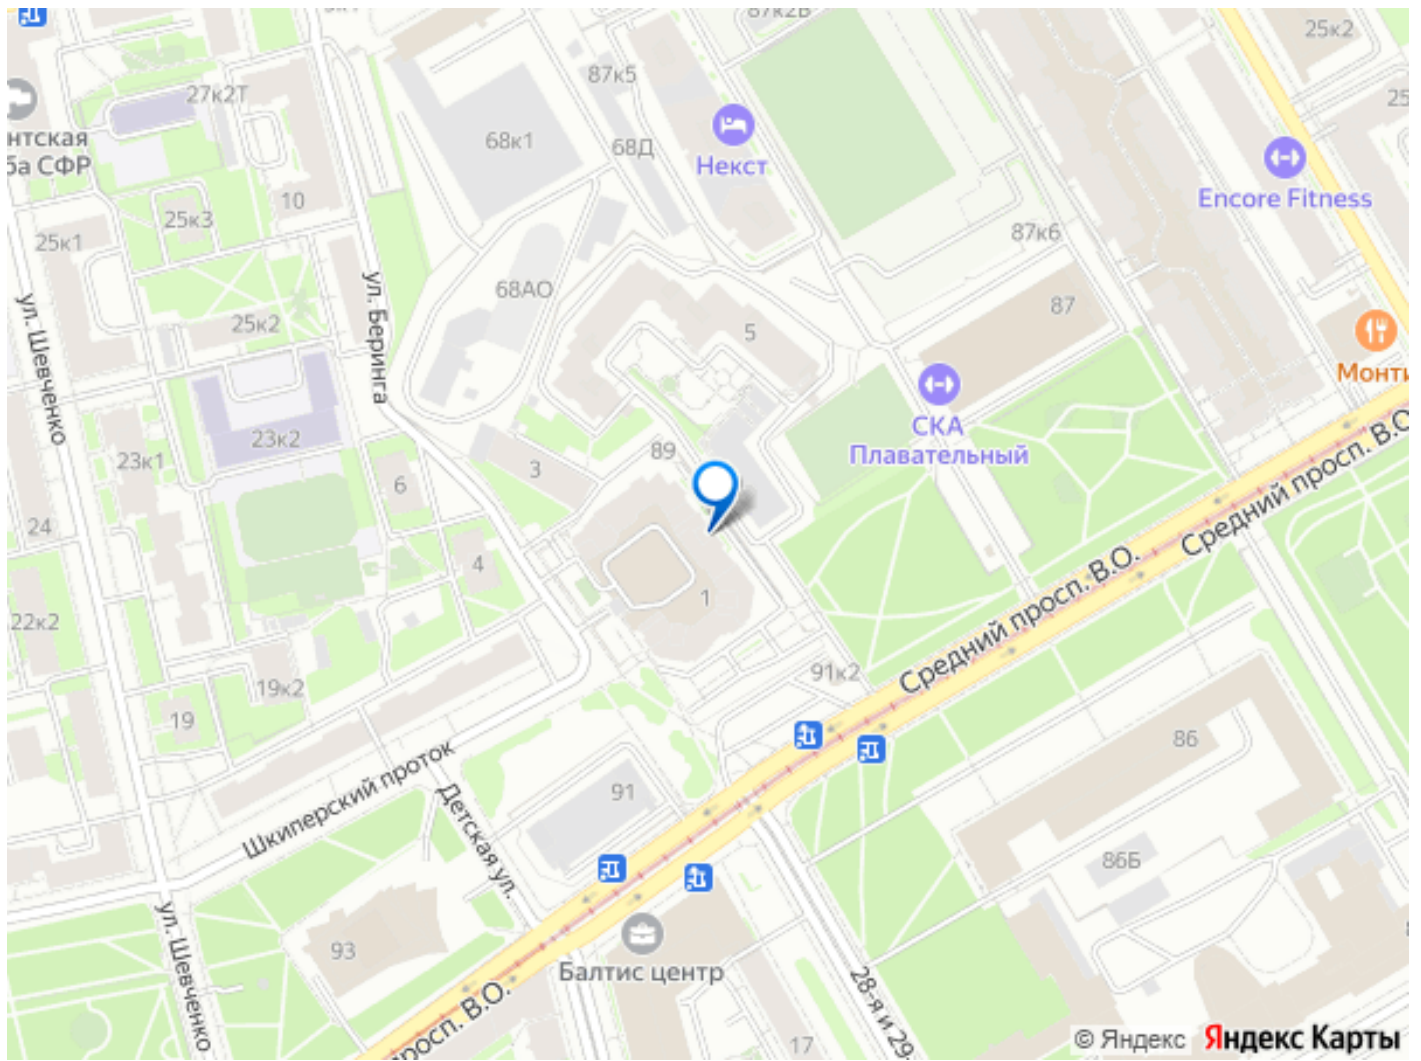 87к2В
25к2
87к5
27к2Т
нтская
ба СФР
68к1
68Д
Некст
Encore Fitness
10
25к3
25к1
87к6
68АО
ул. Беринга
25к2
5
87
ул. Шевченко
Монти
СКА
Плавательный
23к2
23к1
89
3
6
24
4
1
Средний просп. В.О.
Средний просп. В.О.
22к2
19к2
19
91к2
86
Шкиперский проток
91
Детская ул.
86Б
ул. Шевченко
93
Балтис центр
28-я и 29-
просп. В.О.
17
© Яндекс Яндекс Карты